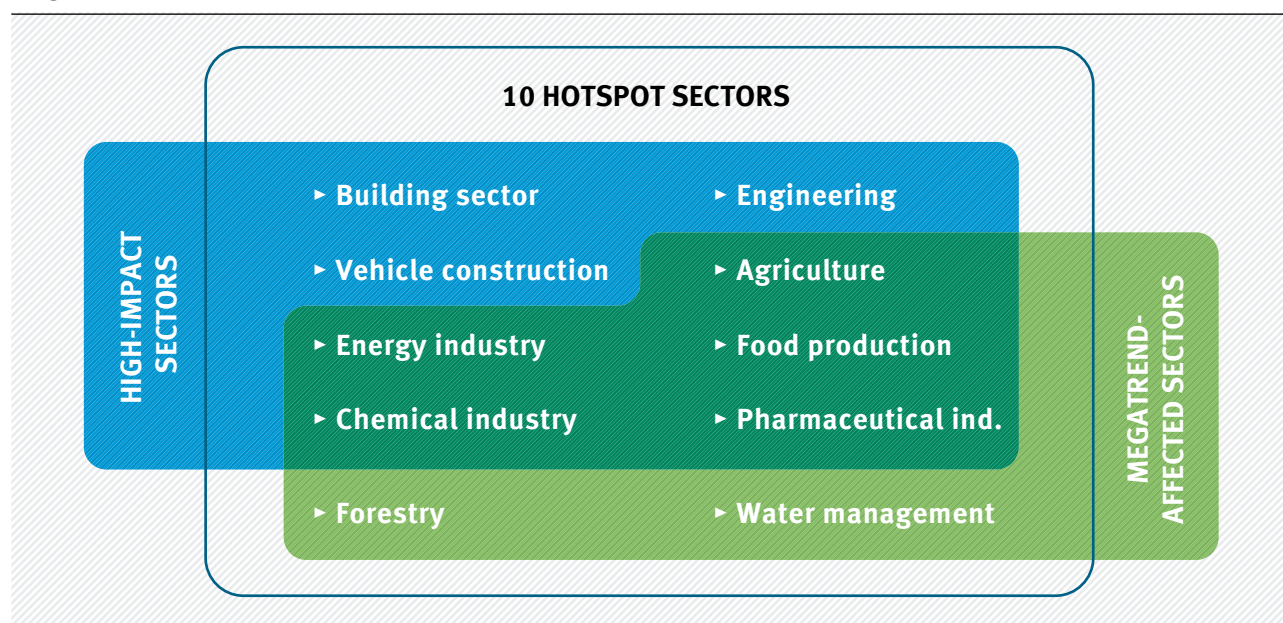 10 HOTSPOT SECTORS
HIGH-IMPACT
SECTORS
▸ Building sector
▸ Engineering
▸ Vehicle construction
▸ Agriculture
▸ Energy industry
▸ Food production
▸ Chemical industry
▸ Pharmaceutical ind.
▸ Forestry
▸ Water management
MEGATREND-
AFFECTED SECTORS